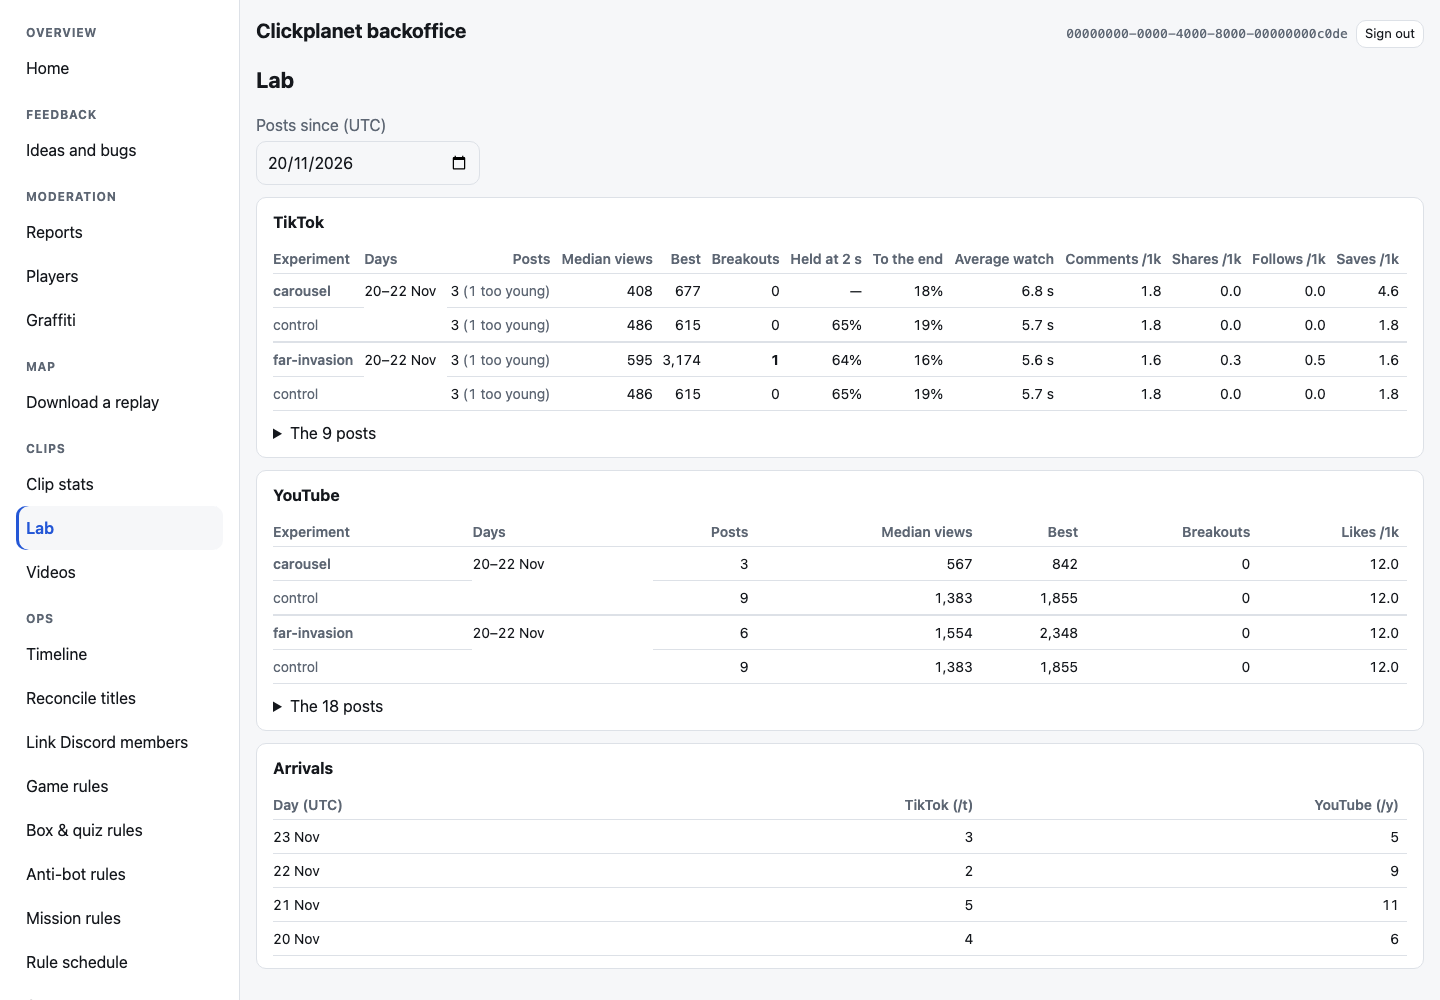 OVERVIEW
Home
FEEDBACK
Ideas and bugs
MODERATION
Reports
Players
Graffiti
MAP
Download a replay
CLIPS
Clip stats
Lab
Videos
OPS
Timeline
Reconcile titles
Link Discord members
Game rules
Box & quiz rules
Anti-bot rules
Mission rules
Rule schedule
Clickplanet backoffice
00000000-0000-4000-8000-00000000c0de Sign out
Lab
Posts since (UTC)
20/11/2026
TikTok
Experiment Days Posts Median views Best Breakouts Held at 2 s To the end Average watch Comments /1k Shares /1k Follows /1k Saves /1k
carousel 20–22 Nov 3 (1 too young) 408 677 0 — 18% 6.8 s 1.8 0.0 0.0 4.6
control 3 (1 too young) 486 615 0 65% 19% 5.7 s 1.8 0.0 0.0 1.8
far-invasion 20–22 Nov 3 (1 too young) 595 3,174 1 64% 16% 5.6 s 1.6 0.3 0.5 1.6
control 3 (1 too young) 486 615 0 65% 19% 5.7 s 1.8 0.0 0.0 1.8
▶ The 9 posts
YouTube
Experiment Days Posts Median views Best Breakouts Likes /1k
carousel 20–22 Nov 3 567 842 0 12.0
control 9 1,383 1,855 0 12.0
far-invasion 20–22 Nov 6 1,554 2,348 0 12.0
control 9 1,383 1,855 0 12.0
▶ The 18 posts
Arrivals
Day (UTC) TikTok (/t) YouTube (/y)
23 Nov 3 5
22 Nov 2 9
21 Nov 5 11
20 Nov 4 6